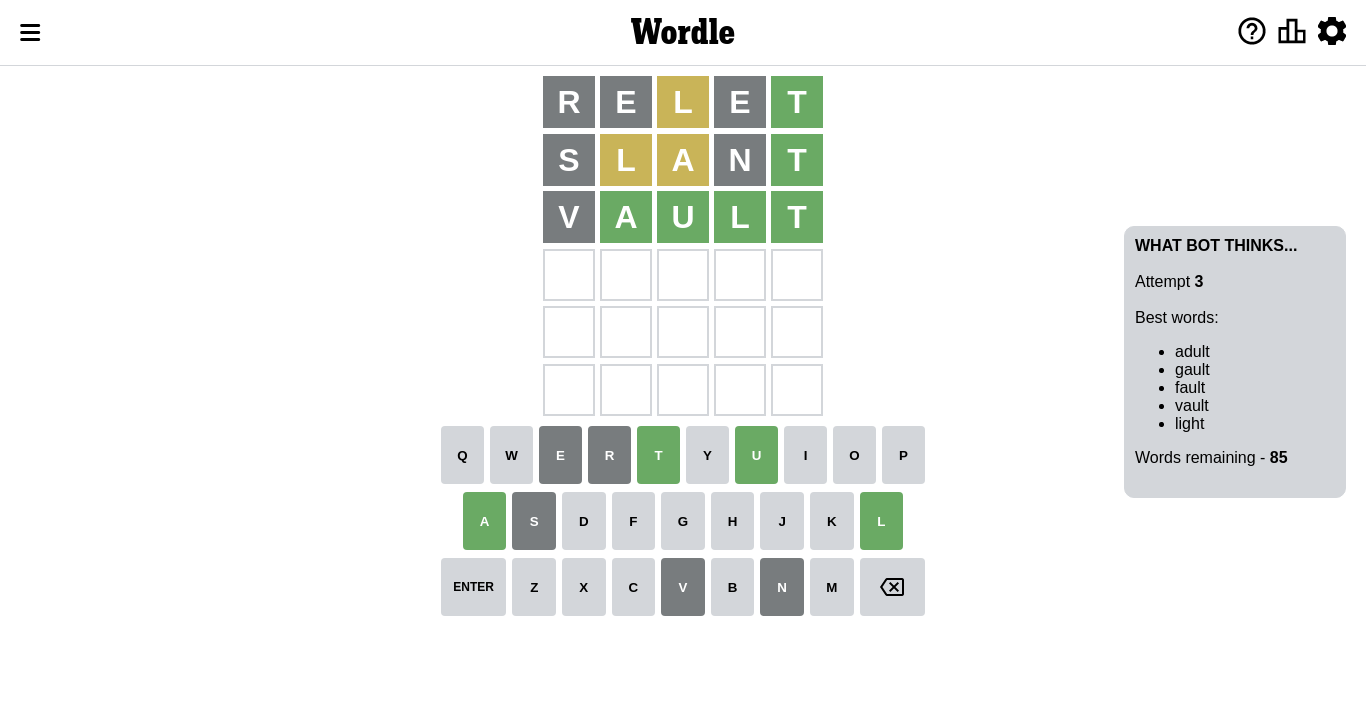 Wordle
R E L E T
S L A N T
V A U L T
WHAT BOT THINKS...
Attempt 3
Best words:
adult
gault
fault
vault
light
Words remaining - 85
Q W E R T Y U I O P
A S D F G H J K L
ENTER Z X C V B N M